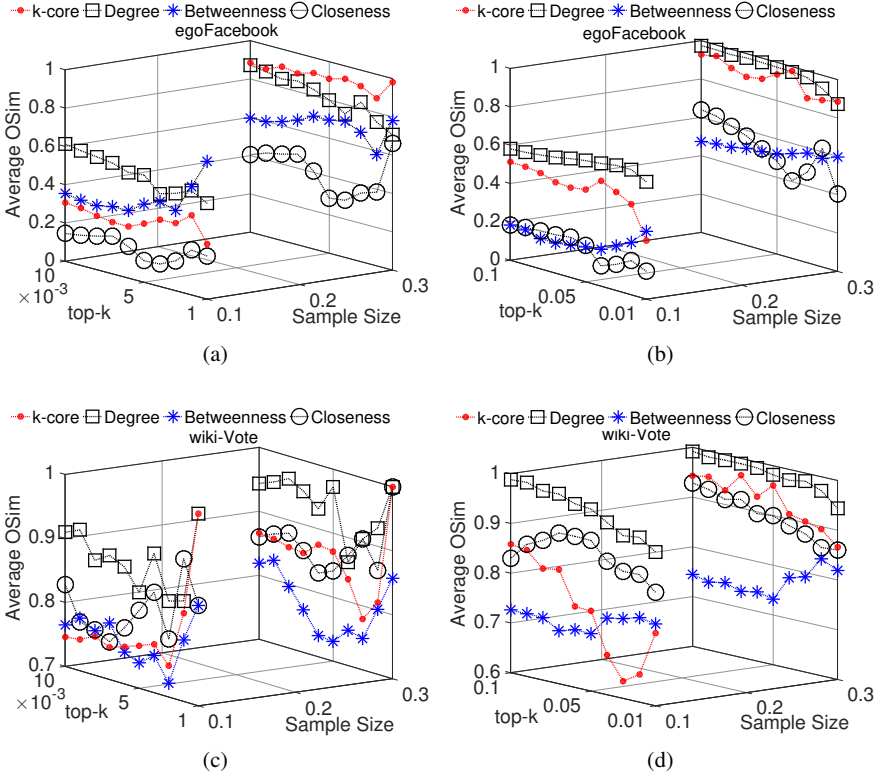 k-core Degree Betweenness Closeness
egoFacebook
Average OSim
1
0.8
0.6
0.4
0.2
0
10
× 10-3
5
1
top-k
0.1
0.2
0.3
Sample Size
(a)
k-core Degree Betweenness Closeness
egoFacebook
Average OSim
1
0.8
0.6
0.4
0.2
0
0.1
0.05
0.01
top-k
0.1
0.2
0.3
Sample Size
(b)
k-core Degree Betweenness Closeness
wiki-Vote
Average OSim
1
0.9
0.8
0.7
10
× 10-3
5
1
top-k
0.1
0.2
0.3
Sample Size
(c)
k-core Degree Betweenness Closeness
wiki-Vote
Average OSim
1
0.9
0.8
0.7
0.6
0.1
0.05
0.01
top-k
0.1
0.2
0.3
Sample Size
(d)